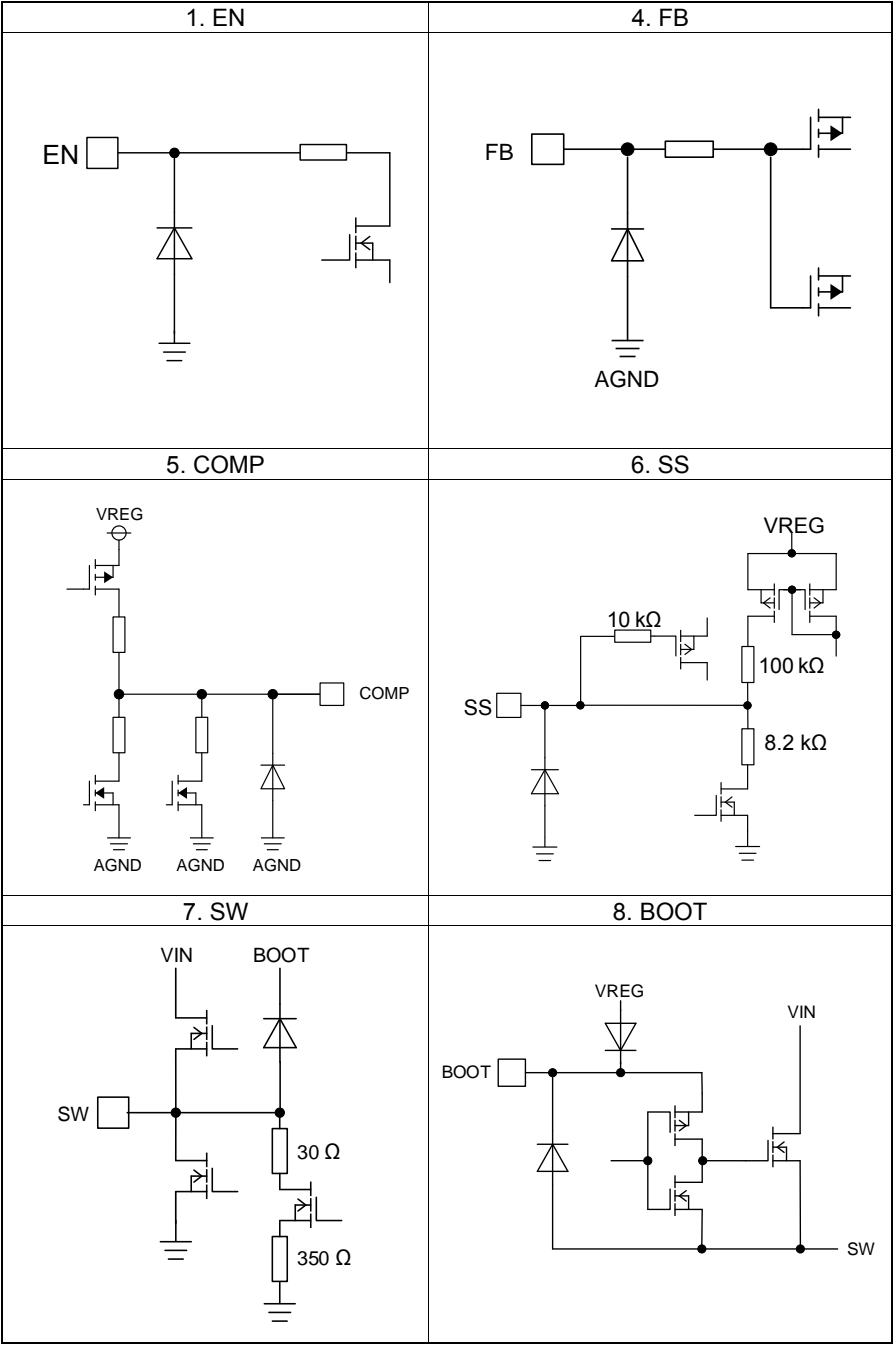 1. EN
4. FB
EN
FB
AGND
5. COMP
6. SS
VREG
COMP
AGND
AGND
AGND
VREG
10 kΩ
100 kΩ
SS
8.2 kΩ
7. SW
8. BOOT
VIN
BOOT
SW
30 Ω
350 Ω
VREG
VIN
BOOT
SW